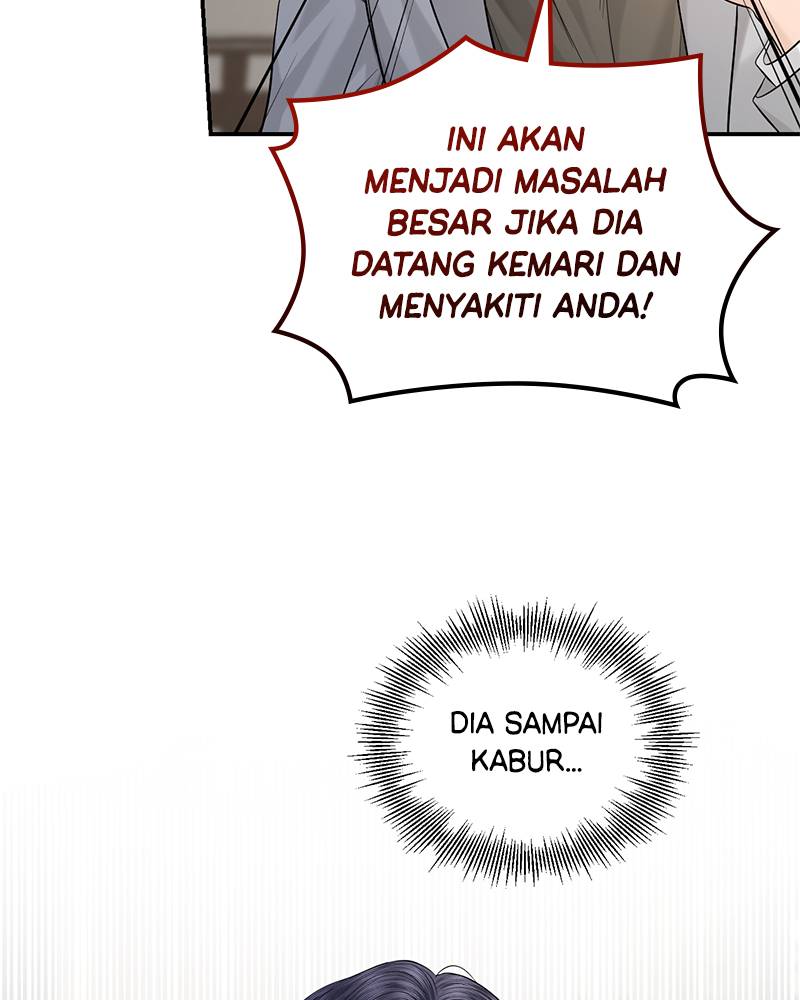 INI AKAN
MENJADI MASALAH
BESAR JIKA DIA
DATANG KEMARI DAN
MENYAKITI ANDA!
DIA SAMPAI
KABUR...